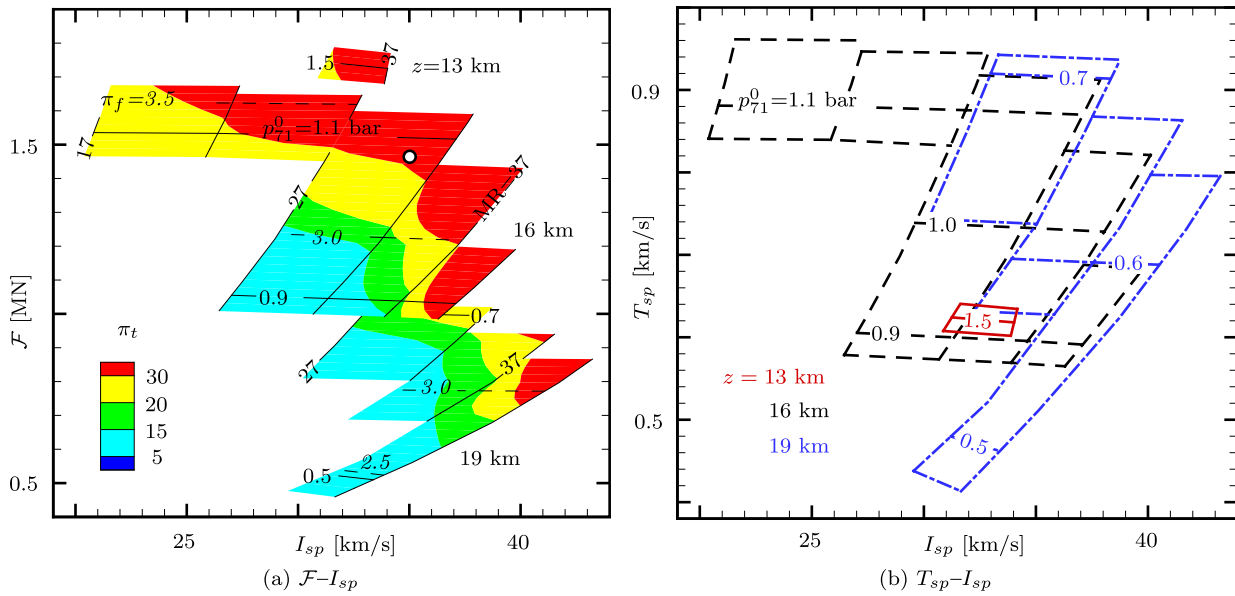 1.5
37
z=13 km
π_f=3.5
p⁰₇₁=1.1 bar
1.5
17
27
MR=37
3.0
16 km
0.9
0.7
1.0
ℱ [MN]
π_t
30
20
15
5
27
37
3.0
19 km
0.5
2.5
0.5
25
I_sp [km/s]
40
(a) ℱ–I_sp
0.9
T_sp [km/s]
0.7
p⁰₇₁=1.1 bar
1.0
0.6
1.5
0.9
z = 13 km
16 km
19 km
0.5
0.5
25
I_sp [km/s]
40
(b) T_sp–I_sp